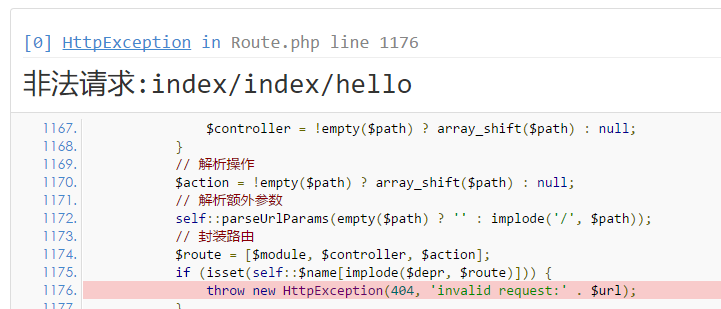 [0] HttpException in Route.php line 1176
非法请求:index/index/hello
1167. $controller = !empty($path) ? array_shift($path) : null;
1168. }
1169. // 解析操作
1170. $action = !empty($path) ? array_shift($path) : null;
1171. // 解析额外参数
1172. self::parseUrlParams(empty($path) ? '' : implode('/', $path));
1173. // 封装路由
1174. $route = [$module, $controller, $action];
1175. if (isset(self::$name[implode($depr, $route)])) {
1176. throw new HttpException(404, 'invalid request:' . $url);
1177. }